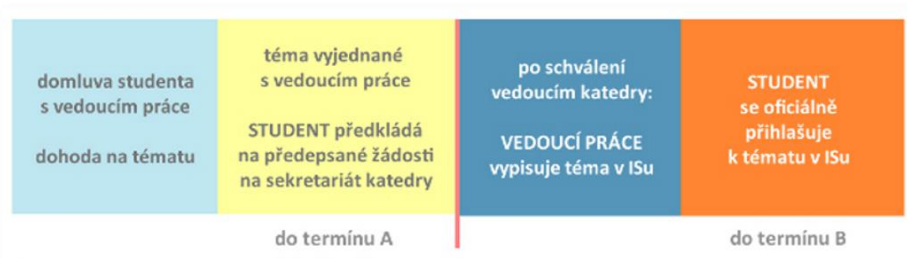 domluva studenta
s vedoucím práce
dohoda na tématu
téma vyjednané
s vedoucím práce
STUDENT předkládá
na předepsané žádosti
na sekretariát katedry
po schválení
vedoucím katedry:
VEDOUCÍ PRÁCE
vypisuje téma v ISu
STUDENT
se oficiálně
přihlašuje
k tématu v ISu
do termínu A
do termínu B